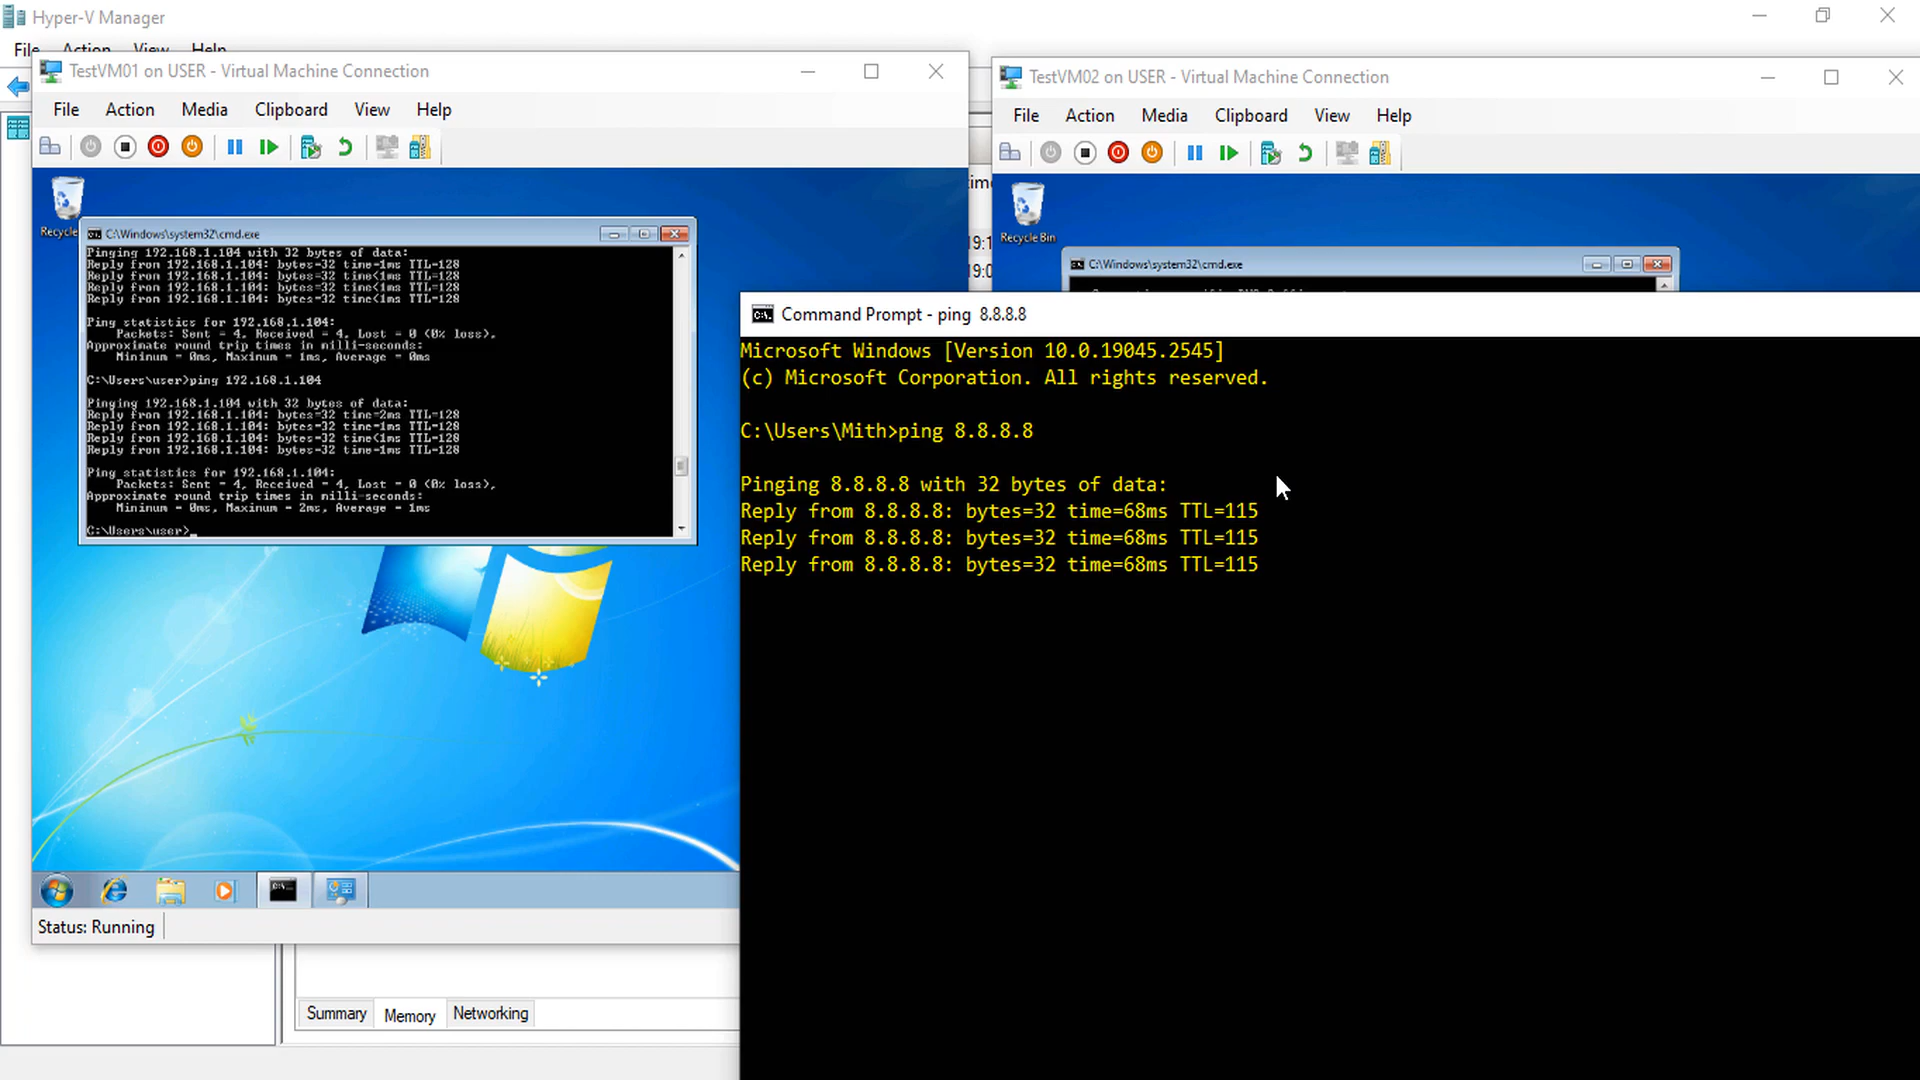 Hyper-V Manager
File Action View Help
TestVM01 on USER - Virtual Machine Connection
File Action Media Clipboard View Help
Recycle
C:\Windows\system32\cmd.exe
Pinging 192.168.1.104 with 32 bytes of data:
Reply from 192.168.1.104: bytes=32 time=1ms TTL=128
Reply from 192.168.1.104: bytes=32 time<1ms TTL=128
Reply from 192.168.1.104: bytes=32 time<1ms TTL=128
Reply from 192.168.1.104: bytes=32 time<1ms TTL=128
Ping statistics for 192.168.1.104:
Packets: Sent = 4, Received = 4, Lost = 0 (0% loss),
Approximate round trip times in milli-seconds:
Minimum = 0ms, Maximum = 1ms, Average = 0ms
C:\Users\user>ping 192.168.1.104
Pinging 192.168.1.104 with 32 bytes of data:
Reply from 192.168.1.104: bytes=32 time=2ms TTL=128
Reply from 192.168.1.104: bytes=32 time=1ms TTL=128
Reply from 192.168.1.104: bytes=32 time<1ms TTL=128
Reply from 192.168.1.104: bytes=32 time=1ms TTL=128
Ping statistics for 192.168.1.104:
Packets: Sent = 4, Received = 4, Lost = 0 (0% loss),
Approximate round trip times in milli-seconds:
Minimum = 0ms, Maximum = 2ms, Average = 1ms
C:\Users\user>_
Status: Running
Summary Memory Networking
TestVM02 on USER - Virtual Machine Connection
File Action Media Clipboard View Help
Recycle Bin
C:\Windows\system32\cmd.exe
Command Prompt - ping 8.8.8.8
Microsoft Windows [Version 10.0.19045.2545]
(c) Microsoft Corporation. All rights reserved.
C:\Users\Mith>ping 8.8.8.8
Pinging 8.8.8.8 with 32 bytes of data:
Reply from 8.8.8.8: bytes=32 time=68ms TTL=115
Reply from 8.8.8.8: bytes=32 time=68ms TTL=115
Reply from 8.8.8.8: bytes=32 time=68ms TTL=115